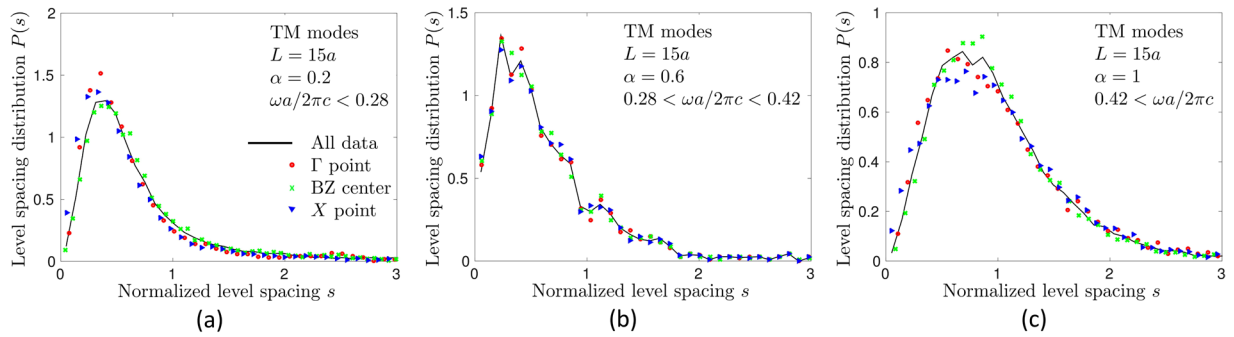 Level spacing distribution P(s)
2
1.5
1
0.5
0
0
1
2
3
TM modes
L = 15a
α = 0.2
ωa/2πc < 0.28
All data
Γ point
BZ center
X point
Normalized level spacing s
(a)
Level spacing distribution P(s)
1.5
1
0.5
0
0
1
2
3
TM modes
L = 15a
α = 0.6
0.28 < ωa/2πc < 0.42
Normalized level spacing s
(b)
Level spacing distribution P(s)
1
0.8
0.6
0.4
0.2
0
0
1
2
3
TM modes
L = 15a
α = 1
0.42 < ωa/2πc
Normalized level spacing s
(c)